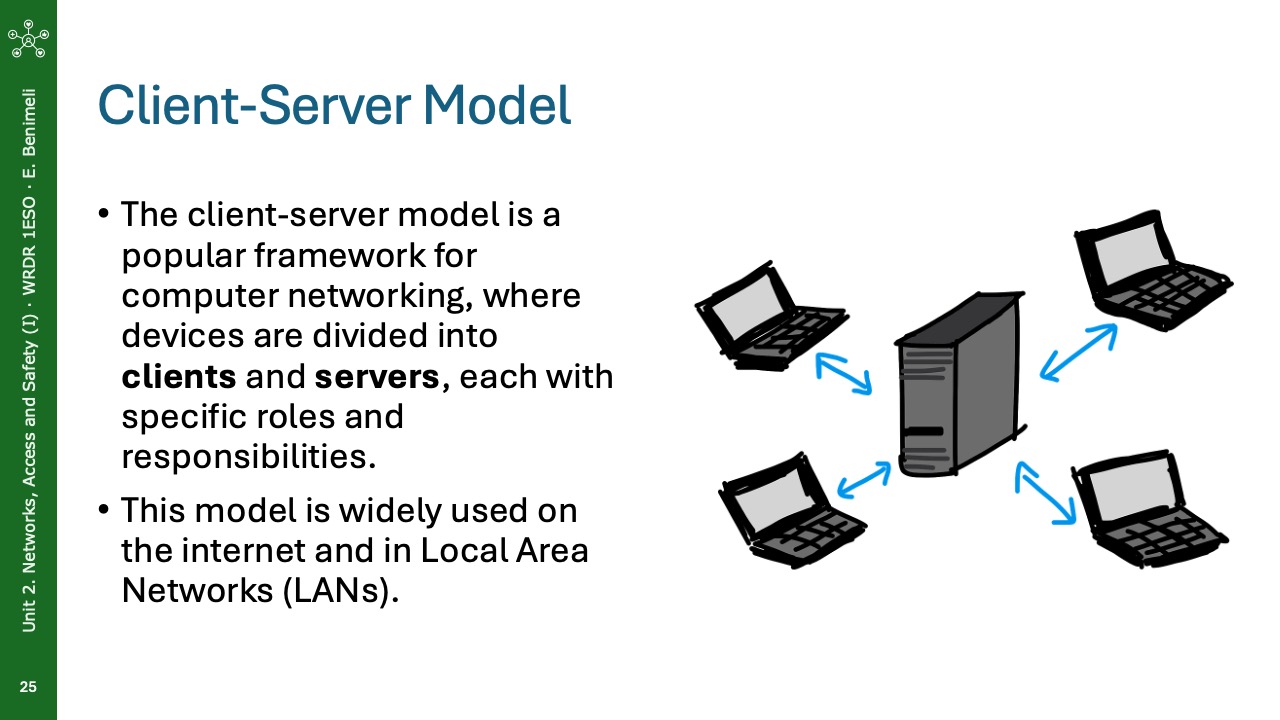 Unit 2. Networks, Access and Safety (I) · WRDR 1ESO · E. Benimeli
Client-Server Model
• The client-server model is a
popular framework for
computer networking, where
devices are divided into
clients and servers, each with
specific roles and
responsibilities.
• This model is widely used on
the internet and in Local Area
Networks (LANs).
25